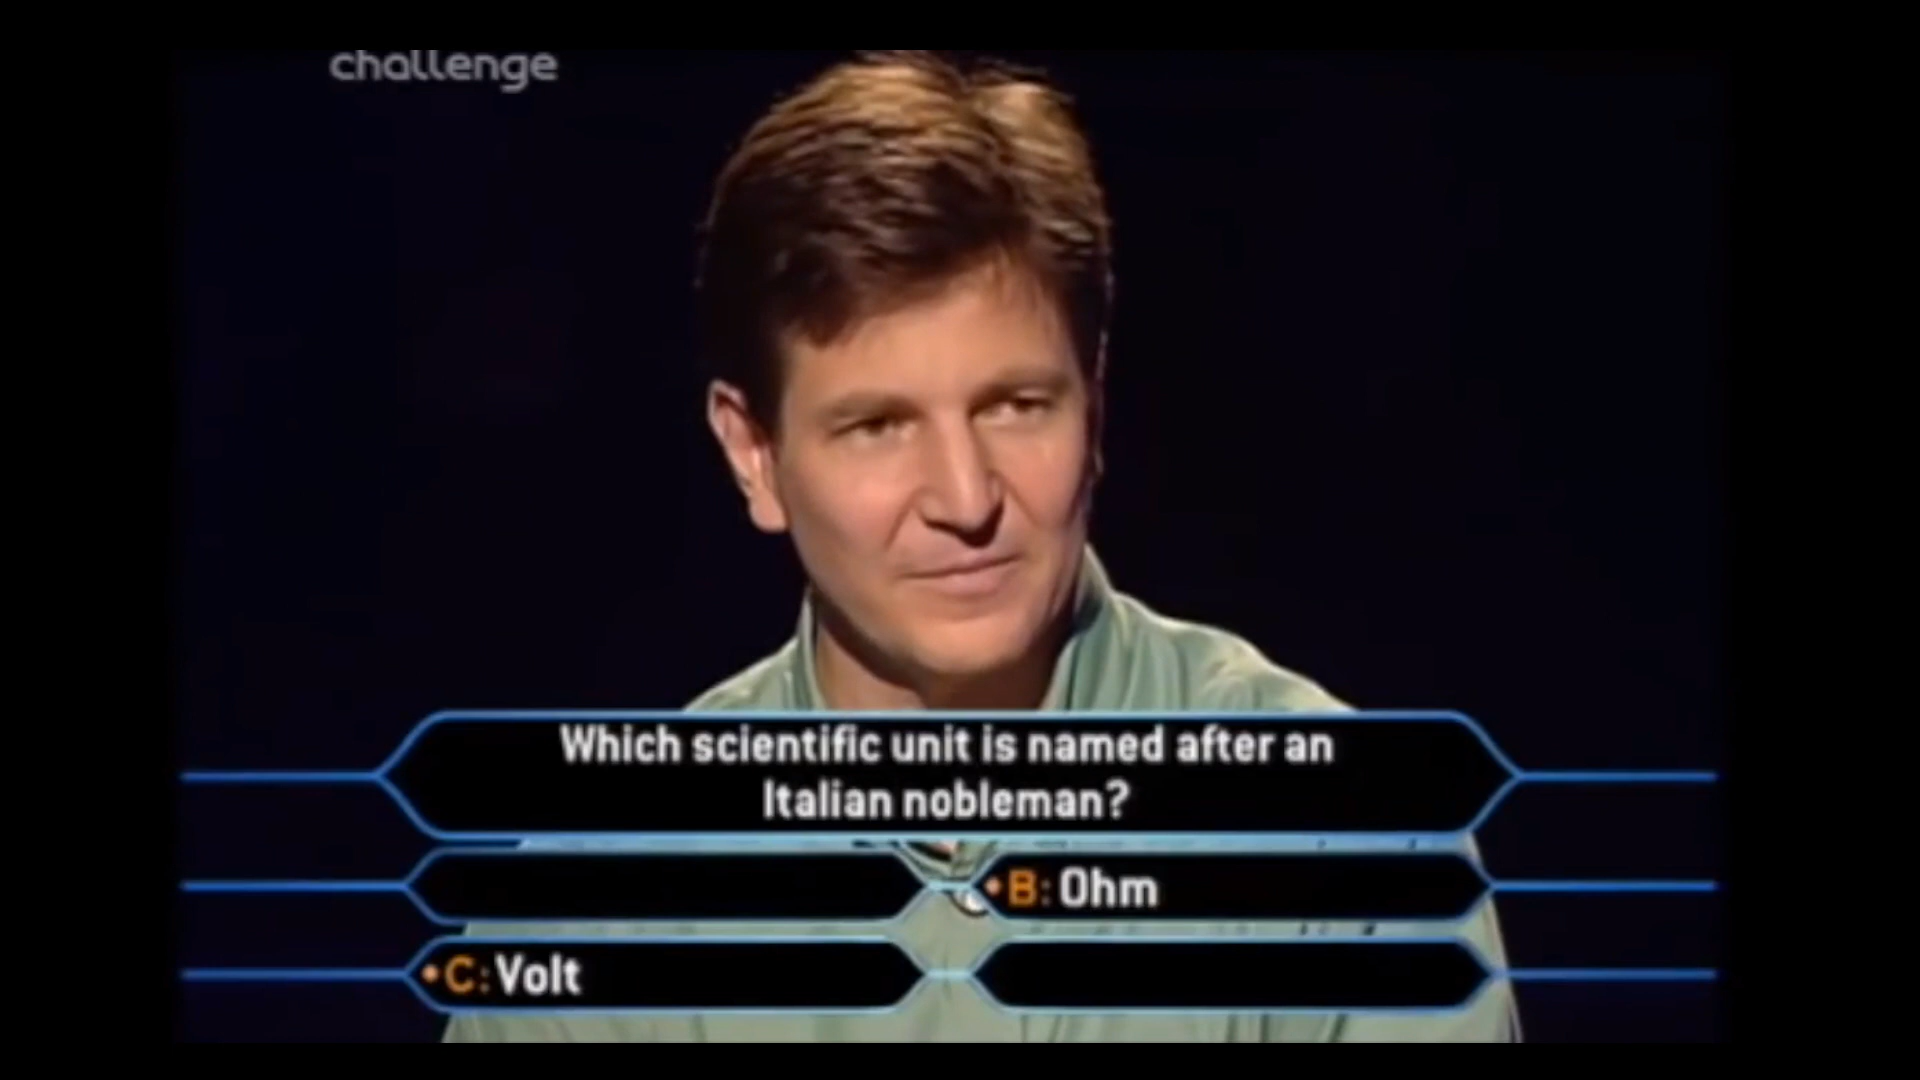 challenge
Which scientific unit is named after an
Italian nobleman?
B: Ohm
C: Volt